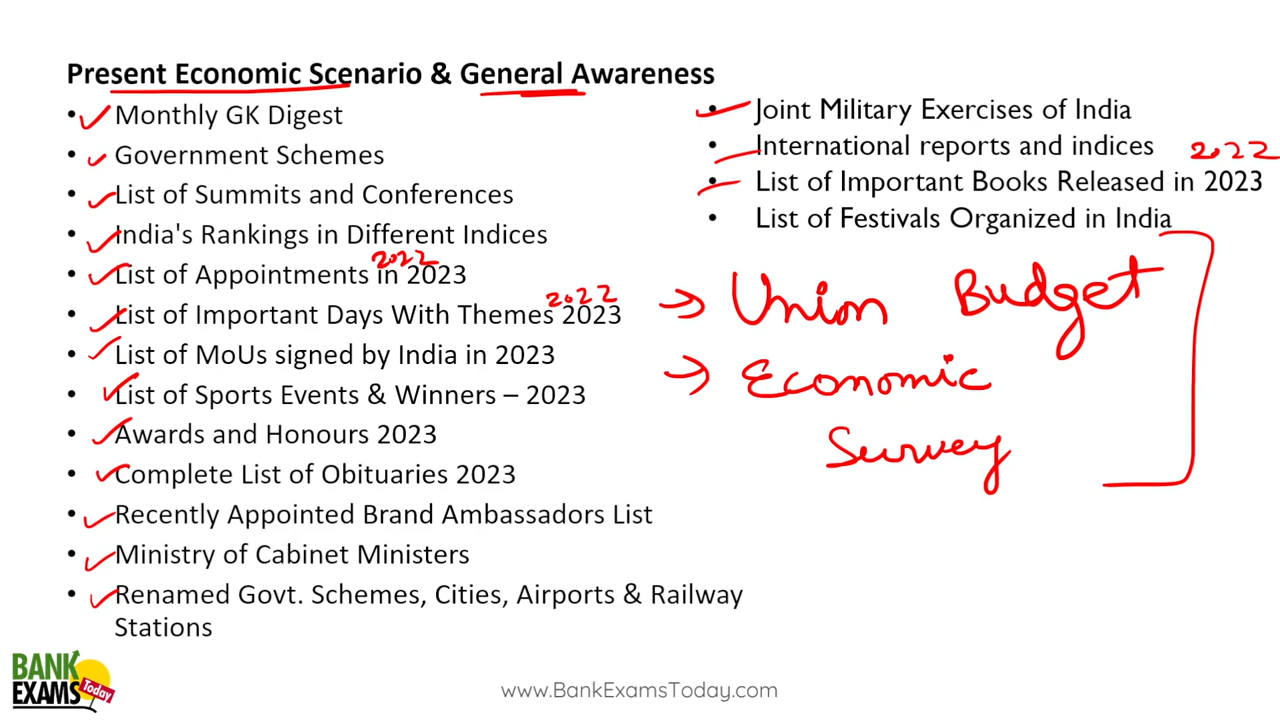 Present Economic Scenario & General Awareness
• Monthly GK Digest
• Government Schemes
• List of Summits and Conferences
• India's Rankings in Different Indices
2022
• List of Appointments in 2023
2022
• List of Important Days With Themes 2023
• List of MoUs signed by India in 2023
• List of Sports Events & Winners – 2023
• Awards and Honours 2023
• Complete List of Obituaries 2023
• Recently Appointed Brand Ambassadors List
• Ministry of Cabinet Ministers
• Renamed Govt. Schemes, Cities, Airports & Railway
Stations
• Joint Military Exercises of India
• International reports and indices
2022
• List of Important Books Released in 2023
• List of Festivals Organized in India
→ Union Budget
→ Economic
Survey
BANK
EXAMS Today
www.BankExamsToday.com